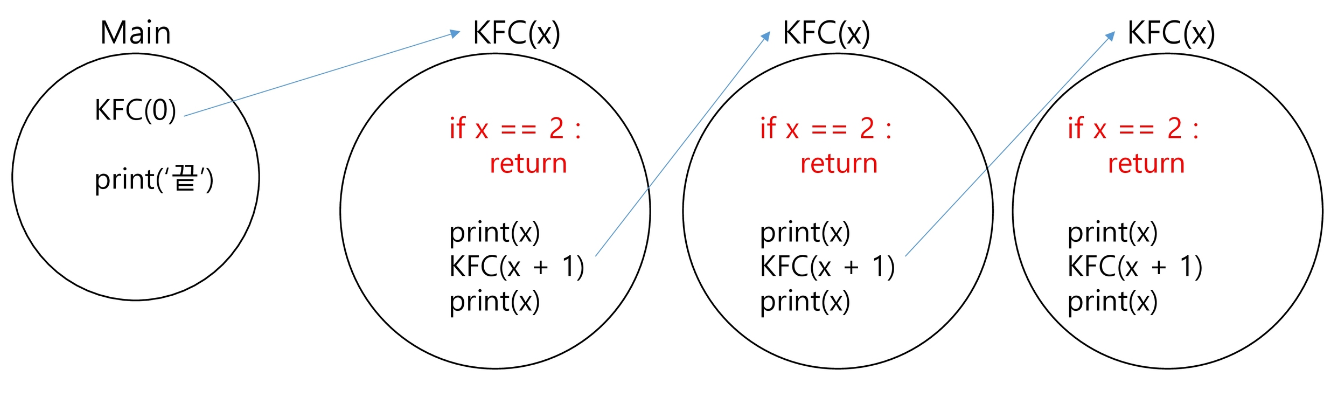 Main
KFC(0)
print(‘끝’)
KFC(x)
if x == 2 :
return
print(x)
KFC(x + 1)
print(x)
KFC(x)
if x == 2 :
return
print(x)
KFC(x + 1)
print(x)
KFC(x)
if x == 2 :
return
print(x)
KFC(x + 1)
print(x)